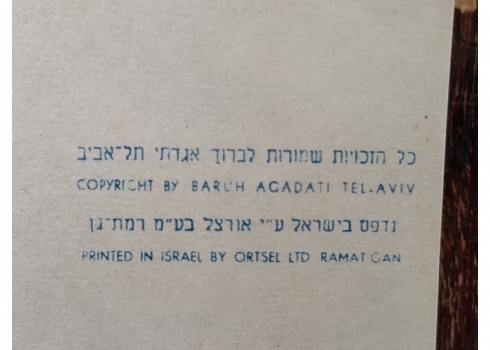 כל הזכויות שמורות לברוך אגדתי תל־אביב
COPYRIGHT BY BARUH AGADATI TEL-AVIV
נדפס בישראל ע״י אורצל בע״מ רמת־גן
PRINTED IN ISRAEL BY ORTSEL LTD RAMAT GAN